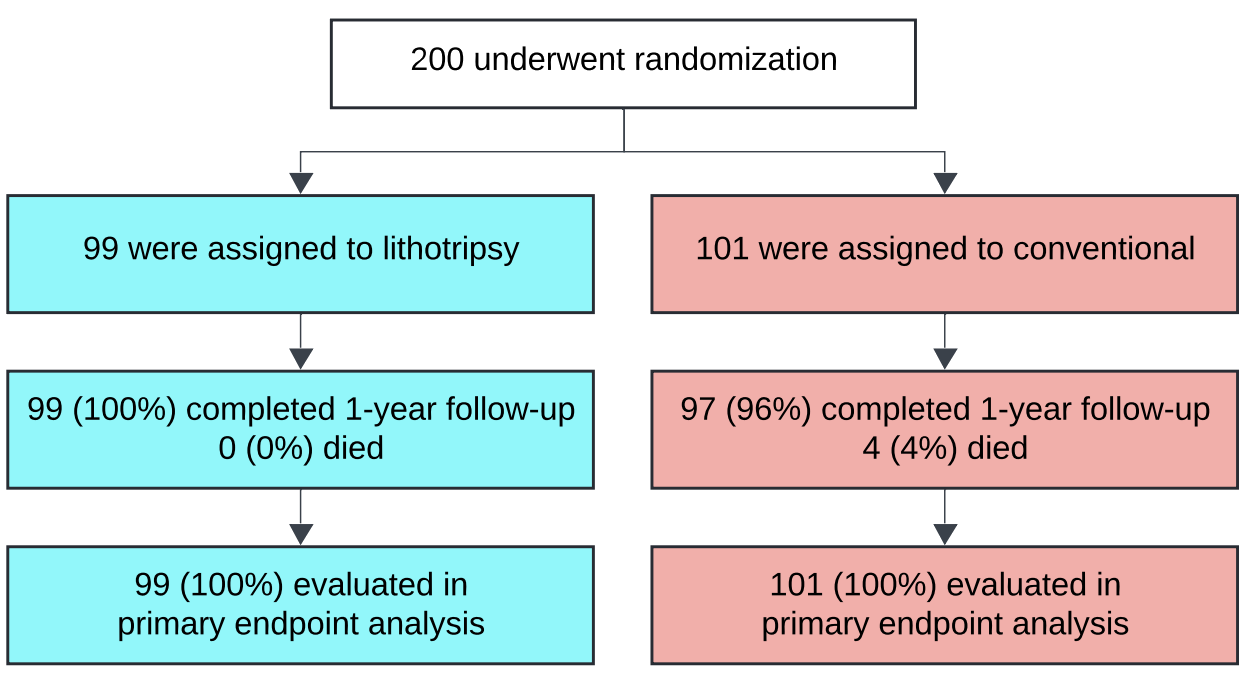 200 underwent randomization
99 were assigned to lithotripsy
101 were assigned to conventional
99 (100%) completed 1-year follow-up
0 (0%) died
97 (96%) completed 1-year follow-up
4 (4%) died
99 (100%) evaluated in
primary endpoint analysis
101 (100%) evaluated in
primary endpoint analysis